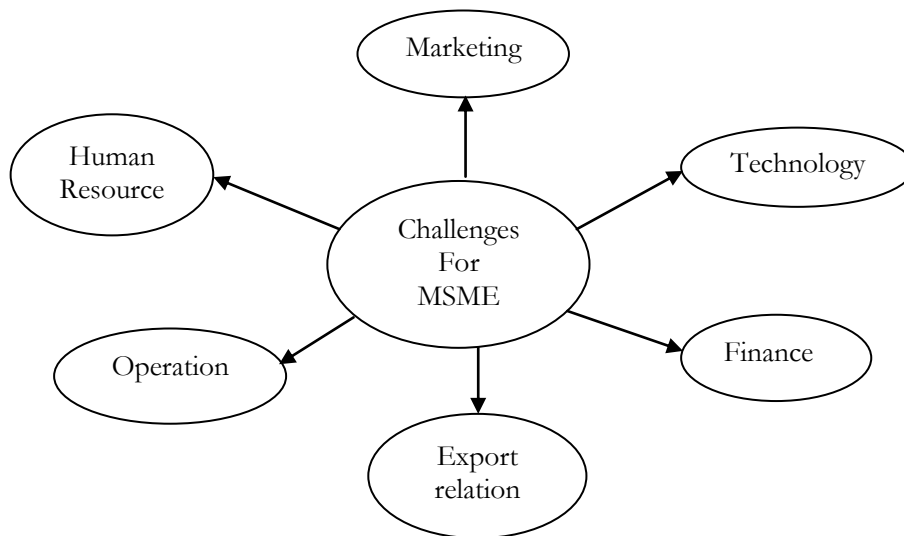 Marketing
Human
Resource
Technology
Challenges
For
MSME
Operation
Finance
Export
relation